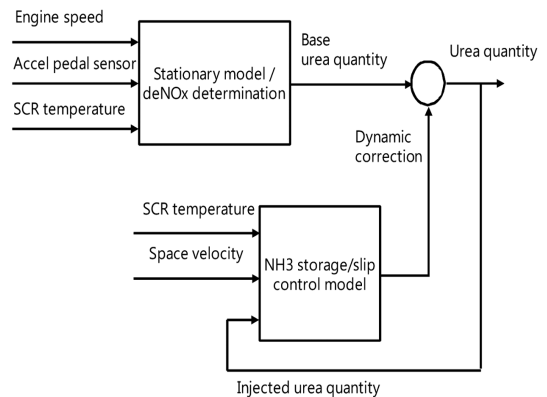 Engine speed
Accel pedal sensor
SCR temperature
Stationary model /
deNOx determination
Base
urea quantity
Urea quantity
Dynamic
correction
SCR temperature
Space velocity
NH3 storage/slip
control model
Injected urea quantity